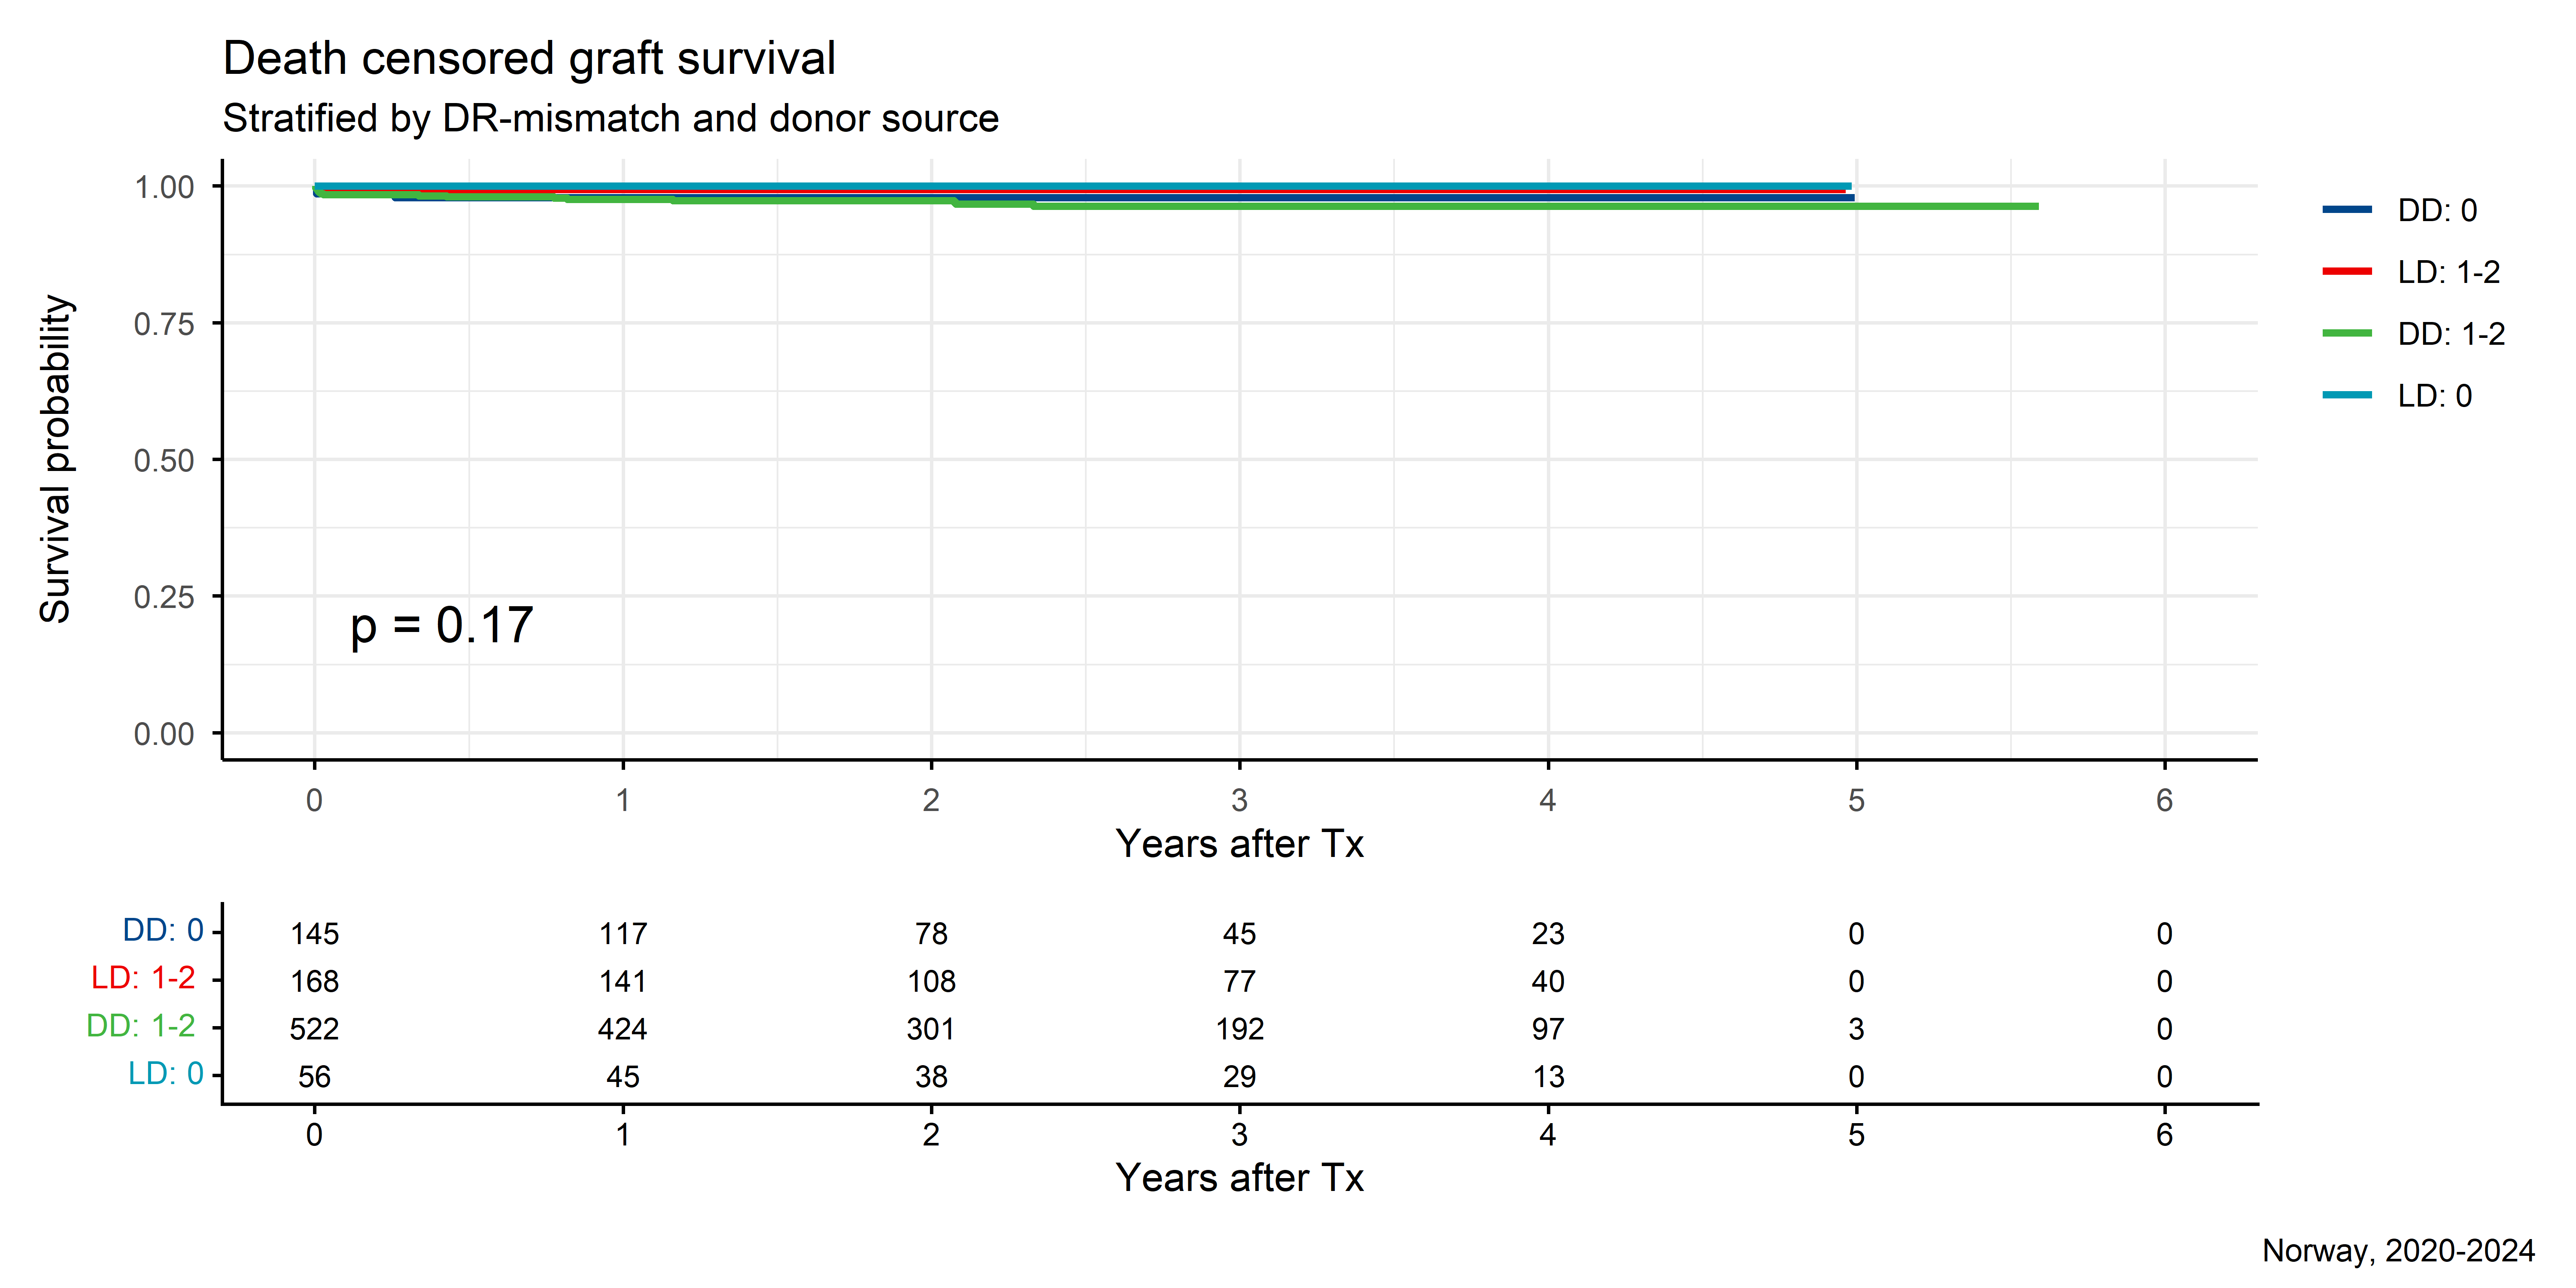 Death censored graft survival
Stratified by DR-mismatch and donor source
Survival probability
1.00
0.75
0.50
0.25
0.00
p = 0.17
0 1 2 3 4 5 6
Years after Tx
DD: 0
LD: 1-2
DD: 1-2
LD: 0
DD: 0 145 117 78 45 23 0 0
LD: 1-2 168 141 108 77 40 0 0
DD: 1-2 522 424 301 192 97 3 0
LD: 0 56 45 38 29 13 0 0
0 1 2 3 4 5 6
Years after Tx
Norway, 2020-2024